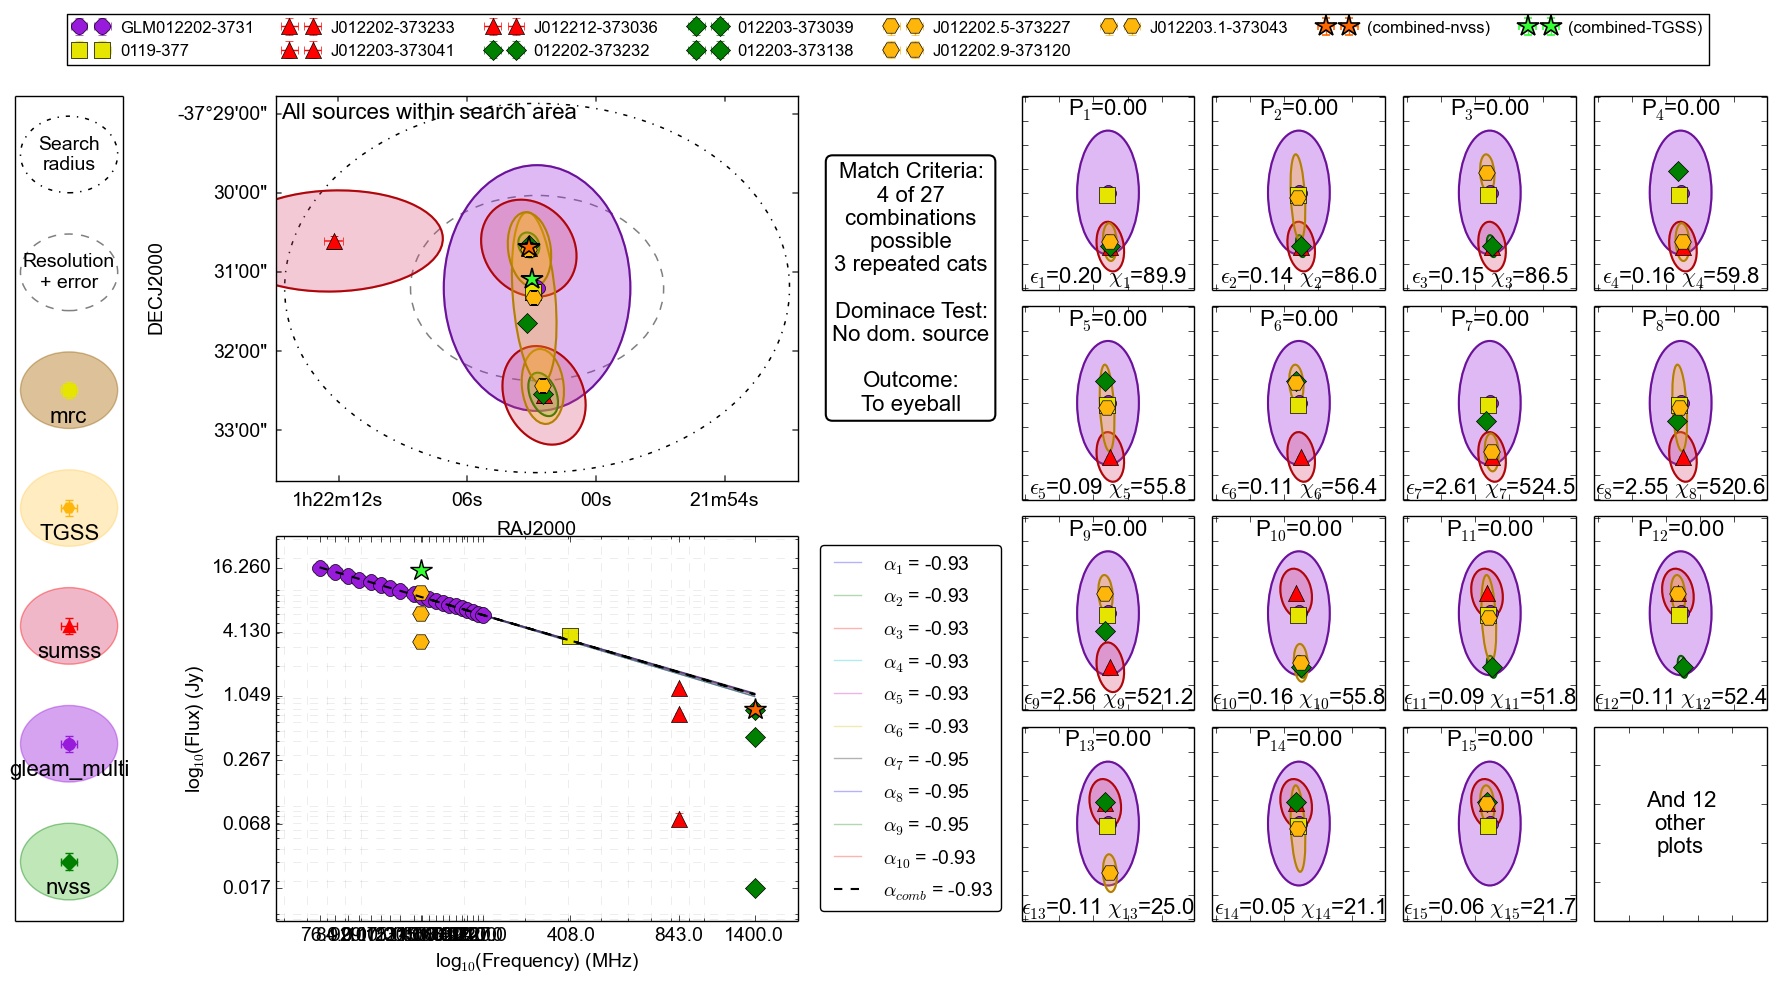 GLM012202-3731
0119-377
J012202-373233
J012203-373041
J012212-373036
012202-373232
012203-373039
012203-373138
J012202.5-373227
J012202.9-373120
J012203.1-373043
(combined-nvss)
(combined-TGSS)
Search
radius
Resolution
+ error
mrc
TGSS
sumss
gleam_multi
nvss
All sources within search area
DECJ2000
-37°29'00"
30'00"
31'00"
32'00"
33'00"
1h22m12s
06s
00s
21m54s
RAJ2000
Match Criteria:
4 of 27
combinations
possible
3 repeated cats
Dominace Test:
No dom. source
Outcome:
To eyeball
log10(Flux) (Jy)
16.260
4.130
1.049
0.267
0.068
0.017
408.0
843.0
1400.0
log10(Frequency) (MHz)
α1 = -0.93
α2 = -0.93
α3 = -0.93
α4 = -0.93
α5 = -0.93
α6 = -0.93
α7 = -0.95
α8 = -0.95
α9 = -0.95
α10 = -0.93
αcomb = -0.93
P1=0.00
ϵ1=0.20 χ1=89.9
P2=0.00
ϵ2=0.14 χ2=86.0
P3=0.00
ϵ3=0.15 χ3=86.5
P4=0.00
ϵ4=0.16 χ4=59.8
P5=0.00
ϵ5=0.09 χ5=55.8
P6=0.00
ϵ6=0.11 χ6=56.4
P7=0.00
ϵ7=2.61 χ7=524.5
P8=0.00
ϵ8=2.55 χ8=520.6
P9=0.00
ϵ9=2.56 χ9=521.2
P10=0.00
ϵ10=0.16 χ10=55.8
P11=0.00
ϵ11=0.09 χ11=51.8
P12=0.00
ϵ12=0.11 χ12=52.4
P13=0.00
ϵ13=0.11 χ13=25.0
P14=0.00
ϵ14=0.05 χ14=21.1
P15=0.00
ϵ15=0.06 χ15=21.7
And 12
other
plots